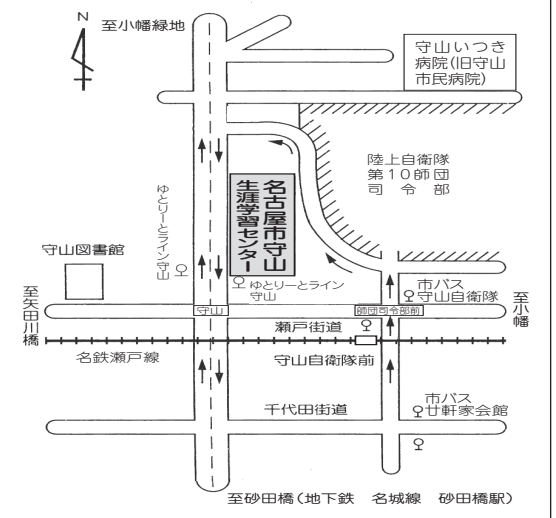 N
至小幡緑地
守山いつき
病院(旧守山
市民病院)
陸上自衛隊
第10師団
司令部
名古屋市守山
生涯学習センター
ゆとりーとライン
守山
守山図書館
ゆとりーとライン
守山
市バス
守山自衛隊
至矢田川橋
守山
師団司令部前
至小幡
瀬戸街道
名鉄瀬戸線
守山自衛隊前
千代田街道
市バス
廿軒家会館
至砂田橋(地下鉄 名城線 砂田橋駅)